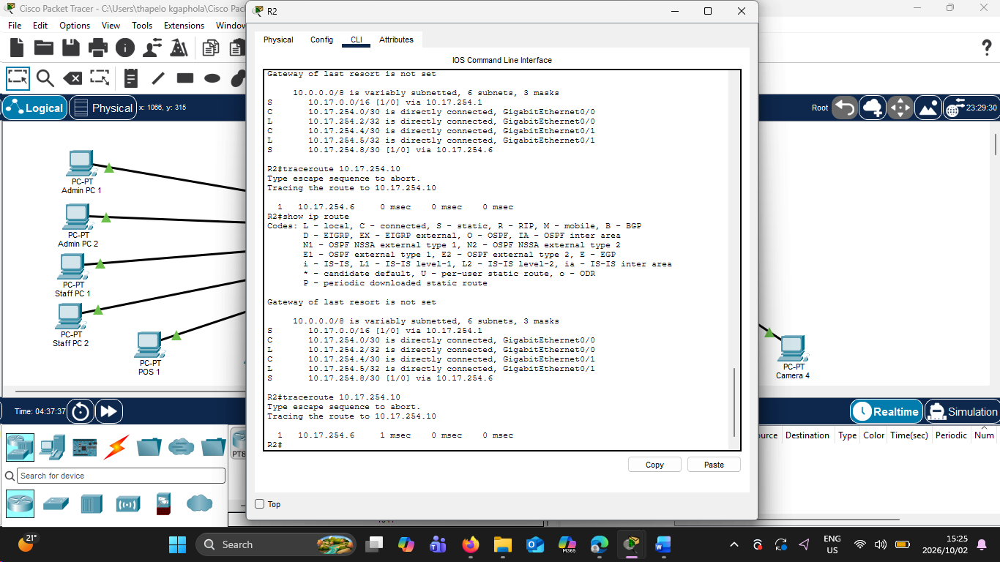 Cisco Packet Tracer - C:\Users\thapelo kgaphola\Cisco Pac
R2
File Edit Options View Tools Extensions Window
Physical Config CLI Attributes
IOS Command Line Interface
Logical
Physical
x: 1066, y: 315
Root
23:29:30
PC-PT
Admin PC 1
PC-PT
Admin PC 2
PC-PT
Staff PC 1
PC-PT
Staff PC 2
PC-PT
POS 1
Gateway of last resort is not set
10.0.0.0/8 is variably subnetted, 6 subnets, 3 masks
S 10.17.0.0/16 [1/0] via 10.17.254.1
C 10.17.254.0/30 is directly connected, GigabitEthernet0/0
L 10.17.254.2/32 is directly connected, GigabitEthernet0/0
C 10.17.254.4/30 is directly connected, GigabitEthernet0/1
L 10.17.254.5/32 is directly connected, GigabitEthernet0/1
S 10.17.254.8/30 [1/0] via 10.17.254.6
R2#traceroute 10.17.254.10
Type escape sequence to abort.
Tracing the route to 10.17.254.10
1 10.17.254.6 0 msec 0 msec 0 msec
R2#show ip route
Codes: L - local, C - connected, S - static, R - RIP, M - mobile, B - BGP
D - EIGRP, EX - EIGRP external, O - OSPF, IA - OSPF inter area
N1 - OSPF NSSA external type 1, N2 - OSPF NSSA external type 2
E1 - OSPF external type 1, E2 - OSPF external type 2, E - EGP
i - IS-IS, L1 - IS-IS level-1, L2 - IS-IS level-2, ia - IS-IS inter area
* - candidate default, U - per-user static route, o - ODR
P - periodic downloaded static route
Gateway of last resort is not set
10.0.0.0/8 is variably subnetted, 6 subnets, 3 masks
S 10.17.0.0/16 [1/0] via 10.17.254.1
C 10.17.254.0/30 is directly connected, GigabitEthernet0/0
L 10.17.254.2/32 is directly connected, GigabitEthernet0/0
C 10.17.254.4/30 is directly connected, GigabitEthernet0/1
L 10.17.254.5/32 is directly connected, GigabitEthernet0/1
S 10.17.254.8/30 [1/0] via 10.17.254.6
R2#traceroute 10.17.254.10
Type escape sequence to abort.
Tracing the route to 10.17.254.10
1 10.17.254.6 1 msec 0 msec 0 msec
R2#
Copy
Paste
Top
PC-PT
Camera 4
Time: 04:37:37
Realtime
Simulation
Destination Type Color Time(sec) Periodic Num
PT8
Search for device
21°
Search
M365
ENG
US
15:25
2026/10/02